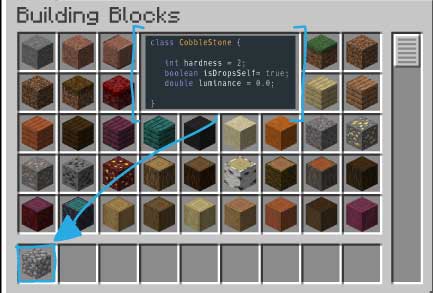 Building Blocks
class CobbleStone {
int hardness = 2;
boolean isDropsSelf= true;
double luminance = 0.0;
}